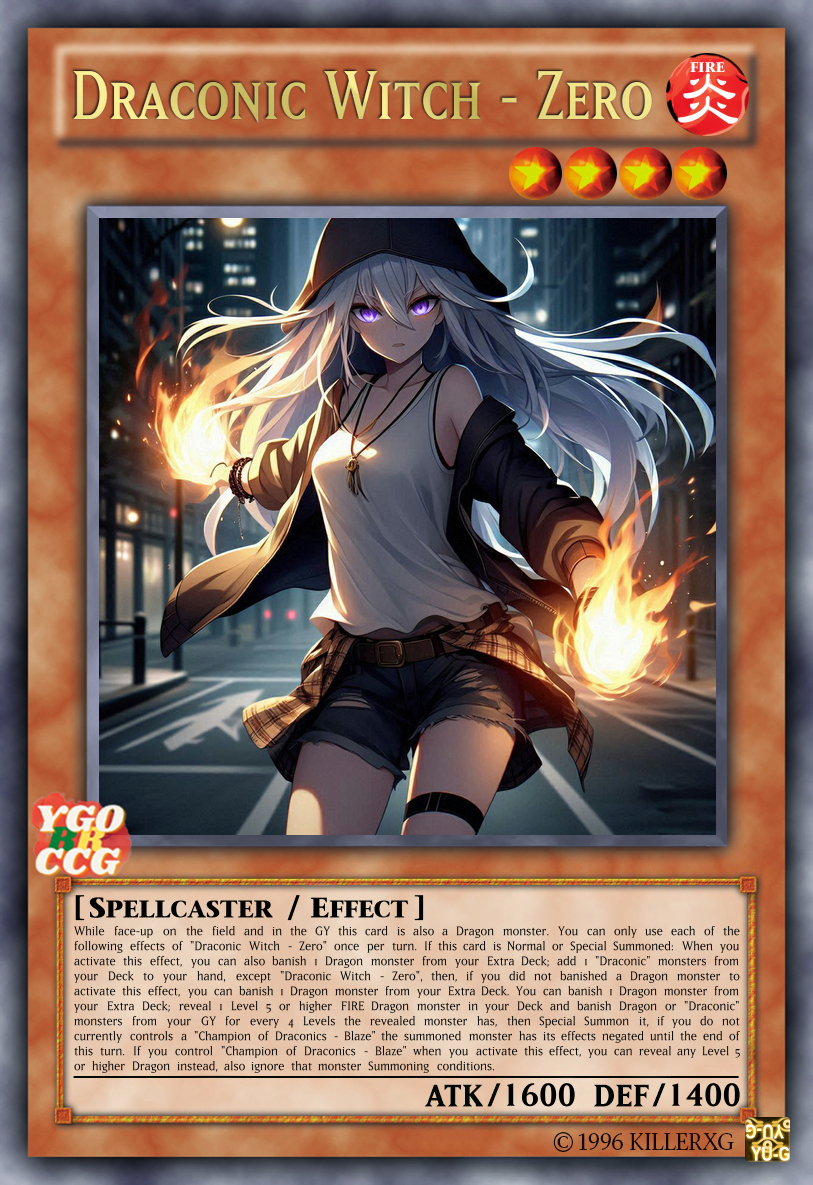 Draconic Witch - Zero
FIRE
炎
YGO
RR
CCG
[ Spellcaster / Effect ]
While face-up on the field and in the GY this card is also a Dragon monster. You can only use each of the
following effects of "Draconic Witch - Zero" once per turn. If this card is Normal or Special Summoned: When you
activate this effect, you can also banish 1 Dragon monster from your Extra Deck; add 1 "Draconic" monsters from
your Deck to your hand, except "Draconic Witch - Zero", then, if you did not banished a Dragon monster to
activate this effect, you can banish 1 Dragon monster from your Extra Deck. You can banish 1 Dragon monster from
your Extra Deck; reveal 1 Level 5 or higher FIRE Dragon monster in your Deck and banish Dragon or "Draconic"
monsters from your GY for every 4 Levels the revealed monster has, then Special Summon it, if you do not
currently controls a "Champion of Draconics - Blaze" the summoned monster has its effects negated until the end of
this turn. If you control "Champion of Draconics - Blaze" when you activate this effect, you can reveal any Level 5
or higher Dragon instead, also ignore that monster Summoning conditions.
ATK/1600 DEF/1400
© 1996 KILLERXG